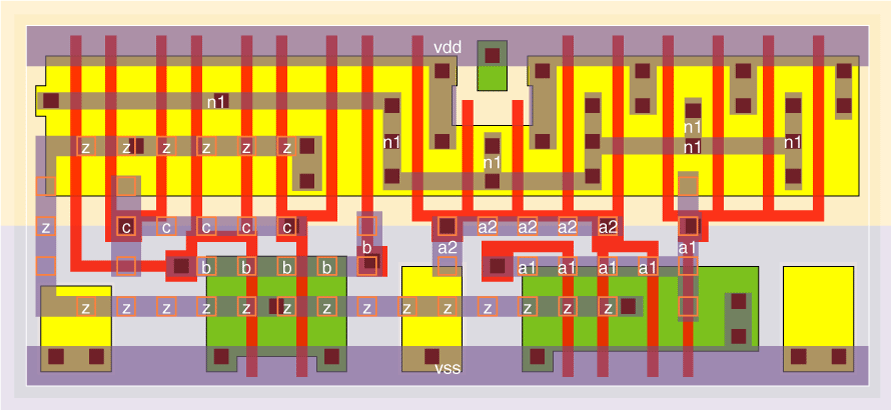 vdd
n1
n1
n1
z z z z z z
n1
n1
n1
z c c c c a2 a2 a2 a2
b a2 a1
b b b b a1 a1 a1 a1
z z z z z z z z z z z z z z
vss